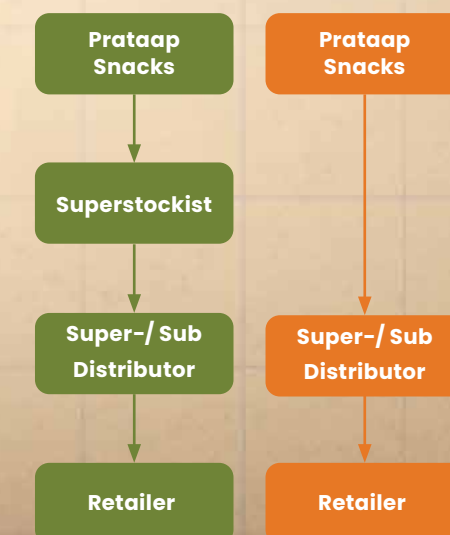 Prataap
Snacks
Superstockist
Super-/ Sub
Distributor
Retailer
Prataap
Snacks
Super-/ Sub
Distributor
Retailer